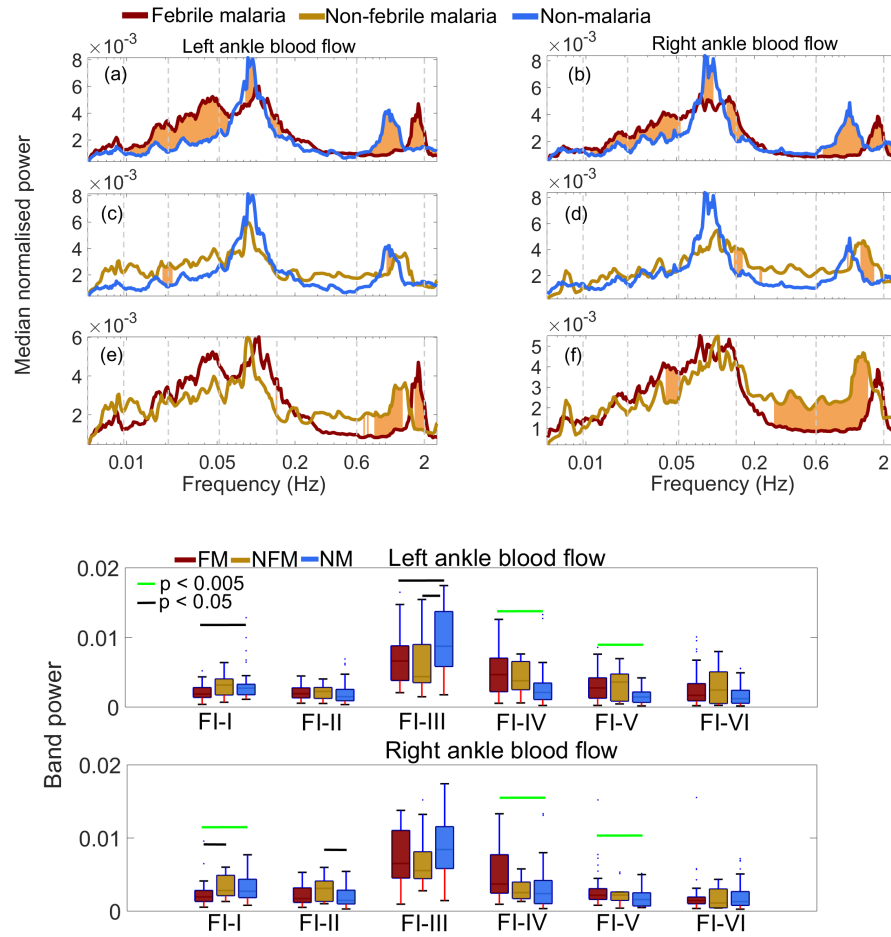 Febrile malaria Non-febrile malaria Non-malaria
× 10⁻³ Left ankle blood flow × 10⁻³ Right ankle blood flow
8 (a) 8 (b)
6 6
4 4
2 2
× 10⁻³ × 10⁻³
8 (c) 8 (d)
6 6
4 4
2 2
× 10⁻³ × 10⁻³
6 (e) 5 (f)
4 4
3
2 2
1
0.01 0.05 0.2 0.6 2 0.01 0.05 0.2 0.6 2
Frequency (Hz) Frequency (Hz)
Median normalised power
FM NFM NM Left ankle blood flow
0.02
p < 0.005
p < 0.05
0.01
0
FI-I FI-II FI-III FI-IV FI-V FI-VI
Right ankle blood flow
0.02
0.01
0
FI-I FI-II FI-III FI-IV FI-V FI-VI
Band power